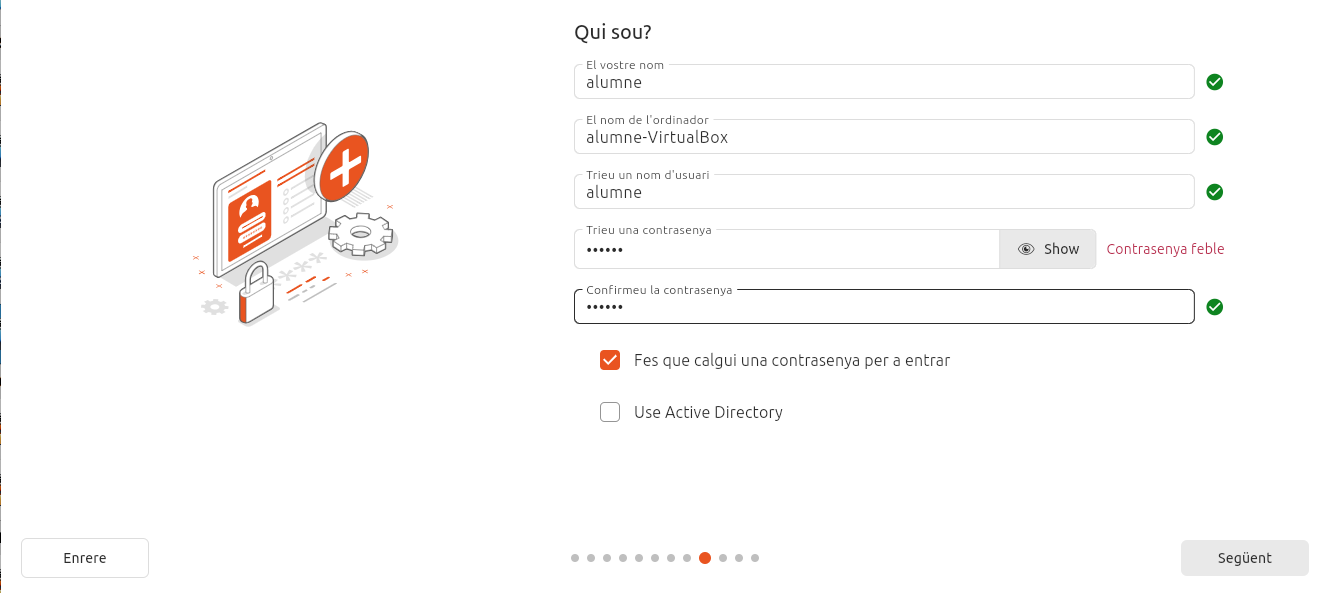 Qui sou?
El vostre nom
alumne
El nom de l'ordinador
alumne-VirtualBox
Trieu un nom d'usuari
alumne
Trieu una contrasenya
•••••• Show Contrasenya feble
Confirmeu la contrasenya
••••••
Fes que calgui una contrasenya per a entrar
Use Active Directory
Enrere Següent